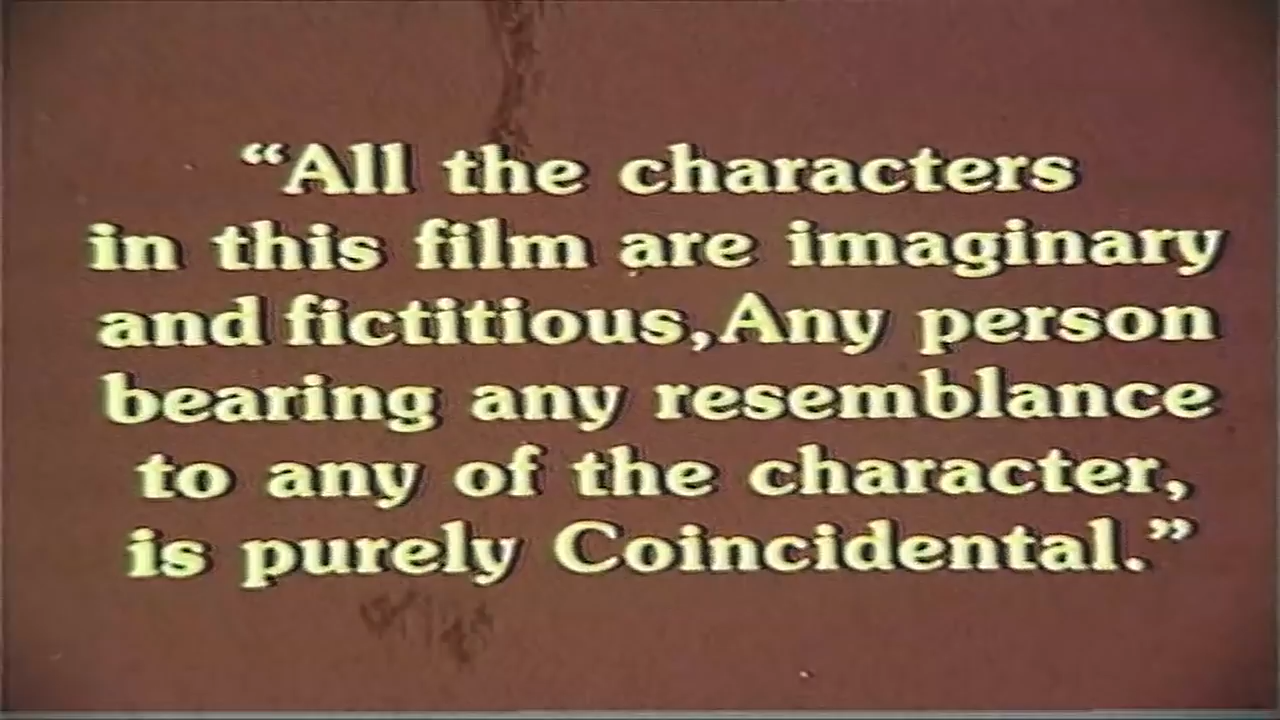 “All the characters
in this film are imaginary
and fictitious,Any person
bearing any resemblance
to any of the character,
is purely Coincidental.”